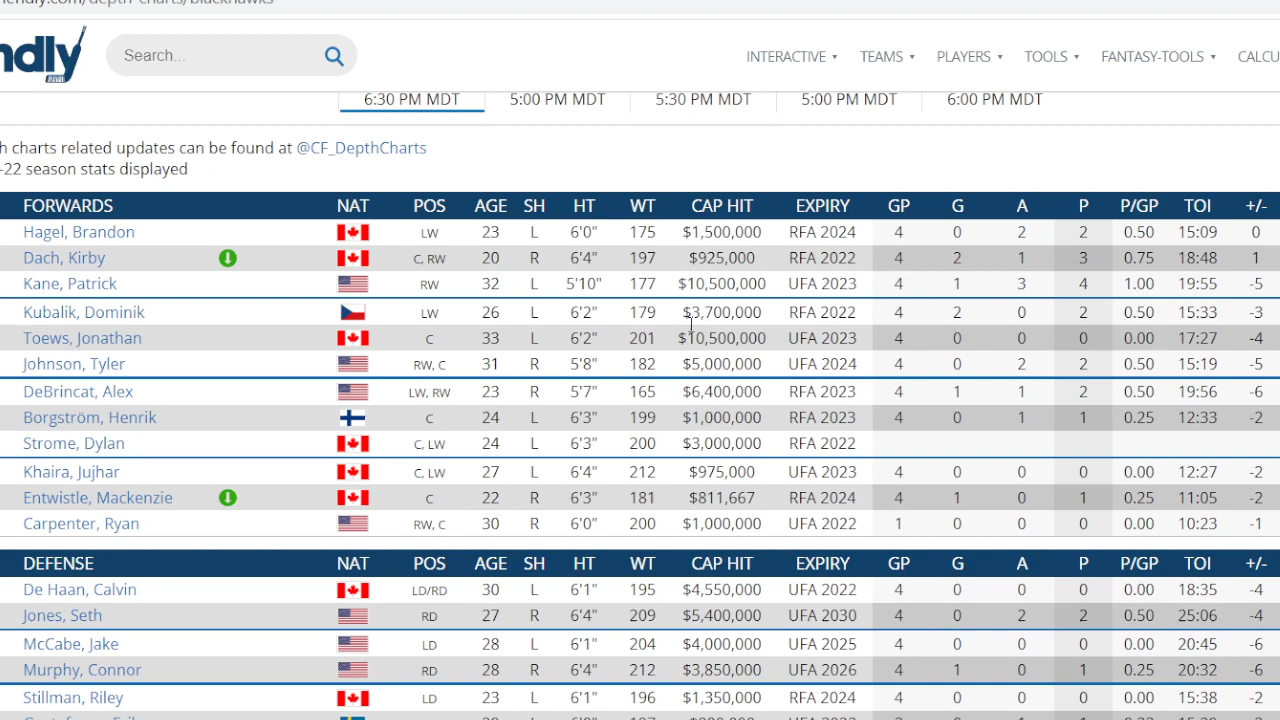 endly.com/depth-charts/blackhawks
ndly Search... INTERACTIVE TEAMS PLAYERS TOOLS FANTASY-TOOLS CALCU
6:30 PM MDT 5:00 PM MDT 5:30 PM MDT 5:00 PM MDT 6:00 PM MDT
h charts related updates can be found at @CF_DepthCharts
-22 season stats displayed
FORWARDS NAT POS AGE SH HT WT CAP HIT EXPIRY GP G A P P/GP TOI +/-
Hagel, Brandon LW 23 L 6'0" 175 $1,500,000 RFA 2024 4 0 2 2 0.50 15:09 0
Dach, Kirby C, RW 20 R 6'4" 197 $925,000 RFA 2022 4 2 1 3 0.75 18:48 1
Kane, Patrick RW 32 L 5'10" 177 $10,500,000 UFA 2023 4 1 3 4 1.00 19:55 -5
Kubalik, Dominik LW 26 L 6'2" 179 $3,700,000 RFA 2022 4 2 0 2 0.50 15:33 -3
Toews, Jonathan C 33 L 6'2" 201 $10,500,000 UFA 2023 4 0 0 0 0.00 17:27 -4
Johnson, Tyler RW, C 31 R 5'8" 182 $5,000,000 UFA 2024 4 0 2 2 0.50 15:19 -5
DeBrincat, Alex LW, RW 23 R 5'7" 165 $6,400,000 RFA 2023 4 1 1 2 0.50 19:56 -6
Borgström, Henrik C 24 L 6'3" 199 $1,000,000 RFA 2023 4 0 1 1 0.25 12:33 -2
Strome, Dylan C, LW 24 L 6'3" 200 $3,000,000 RFA 2022
Khaira, Jujhar C, LW 27 L 6'4" 212 $975,000 UFA 2023 4 0 0 0 0.00 12:27 -2
Entwistle, Mackenzie C 22 R 6'3" 181 $811,667 RFA 2024 4 1 0 1 0.25 11:05 -2
Carpenter, Ryan RW, C 30 R 6'0" 200 $1,000,000 UFA 2022 1 0 0 0 0.00 10:23 -1
DEFENSE NAT POS AGE SH HT WT CAP HIT EXPIRY GP G A P P/GP TOI +/-
De Haan, Calvin LD/RD 30 L 6'1" 195 $4,550,000 UFA 2022 4 0 0 0 0.00 18:35 -4
Jones, Seth RD 27 R 6'4" 209 $5,400,000 UFA 2030 4 0 2 2 0.50 25:06 -4
McCabe, Jake LD 28 L 6'1" 204 $4,000,000 UFA 2025 4 0 0 0 0.00 20:45 -6
Murphy, Connor RD 28 R 6'4" 212 $3,850,000 UFA 2026 4 1 0 1 0.25 20:32 -6
Stillman, Riley LD 23 L 6'1" 196 $1,350,000 RFA 2024 4 0 0 0 0.00 15:38 -2